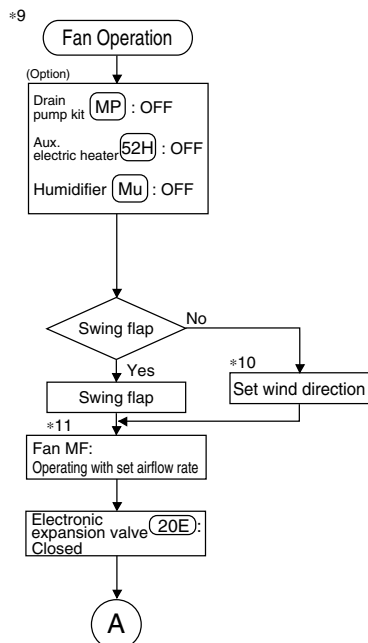 *9
Fan Operation
(Option)
Drain
pump kit MP : OFF
Aux.
electric heater 52H : OFF
Humidifier Mu : OFF
Swing flap
No
Yes
*10
Swing flap
Set wind direction
*11
Fan MF:
Operating with set airflow rate
Electronic
expansion valve 20E :
Closed
A